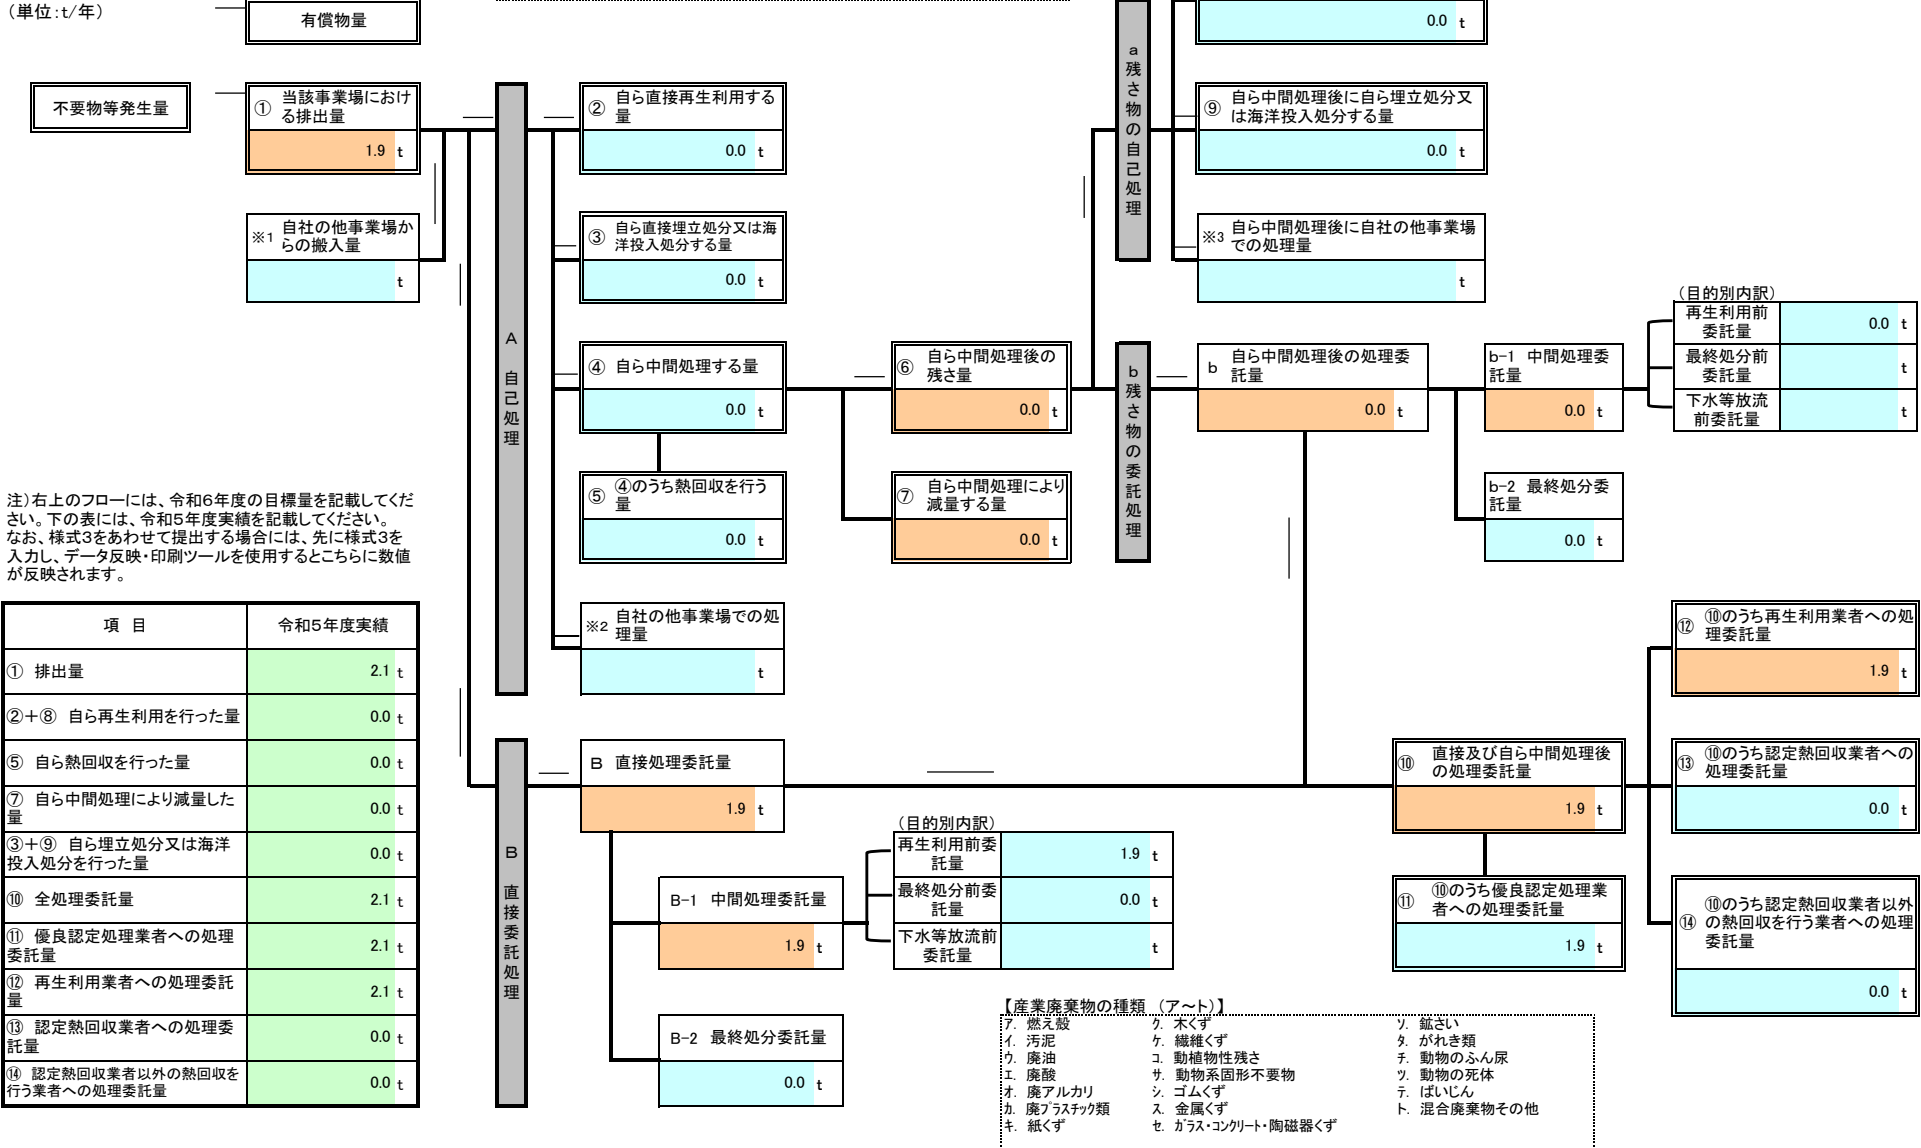 （単位：t/年）
有償物量
0.0 t
不要物等発生量
① 当該事業場におけ
る排出量
1.9 t
※1 自社の他事業場か
らの搬入量
t
A 自己処理
② 自ら直接再生利用する
量
0.0 t
③ 自ら直接埋立処分又は海
洋投入処分する量
0.0 t
④ 自ら中間処理する量
0.0 t
⑤ ④のうち熱回収を行う
量
0.0 t
※2 自社の他事業場での処
理量
t
⑥ 自ら中間処理後の
残さ量
0.0 t
⑦ 自ら中間処理により
減量する量
0.0 t
a 残さ物の自己処理
⑨ 自ら中間処理後に自ら埋立処分又
は海洋投入処分する量
0.0 t
※3 自ら中間処理後に自社の他事業場
での処理量
t
b 残さ物の委託処理
b 自ら中間処理後の処理委
託量
0.0 t
b-1 中間処理委
託量
0.0 t
b-2 最終処分委
託量
0.0 t
（目的別内訳）
再生利用前
委託量
0.0 t
最終処分前
委託量
t
下水等放流
前委託量
t
注）右上のフローには、令和6年度の目標量を記載してくだ
さい。下の表には、令和5年度実績を記載してください。
なお、様式3をあわせて提出する場合には、先に様式3を
入力し、データ反映・印刷ツールを使用するとこちらに数値
が反映されます。
項 目 令和5年度実績
① 排出量 2.1 t
②＋⑧ 自ら再生利用を行った量 0.0 t
⑤ 自ら熱回収を行った量 0.0 t
⑦ 自ら中間処理により減量した
量 0.0 t
③＋⑨ 自ら埋立処分又は海洋
投入処分を行った量 0.0 t
⑩ 全処理委託量 2.1 t
⑪ 優良認定処理業者への処理
委託量 2.1 t
⑫ 再生利用業者への処理委託
量 2.1 t
⑬ 認定熱回収業者への処理委
託量 0.0 t
⑭ 認定熱回収業者以外の熱回収を
行う業者への処理委託量 0.0 t
B 直接委託処理
B 直接処理委託量
1.9 t
B-1 中間処理委託量
1.9 t
B-2 最終処分委託量
0.0 t
（目的別内訳）
再生利用前委
託量
1.9 t
最終処分前委
託量
0.0 t
下水等放流前
委託量
t
⑩ 直接及び自ら中間処理後
の処理委託量
1.9 t
⑪ ⑩のうち優良認定処理業
者への処理委託量
1.9 t
⑫ ⑩のうち再生利用業者への処
理委託量
1.9 t
⑬ ⑩のうち認定熱回収業者への
処理委託量
0.0 t
⑭ ⑩のうち認定熱回収業者以外
の熱回収を行う業者への処理
委託量
0.0 t
【産業廃棄物の種類 （ア～ト）】
ア. 燃え殻 ク. 木くず ソ. 鉱さい
イ. 汚泥 ケ. 繊維くず タ. がれき類
ウ. 廃油 コ. 動植物性残さ チ. 動物のふん尿
エ. 廃酸 サ. 動物系固形不要物 ツ. 動物の死体
オ. 廃アルカリ シ. ゴムくず テ. ばいじん
カ. 廃プラスチック類 ス. 金属くず ト. 混合廃棄物その他
キ. 紙くず セ. ガラス・コンクリート・陶磁器くず